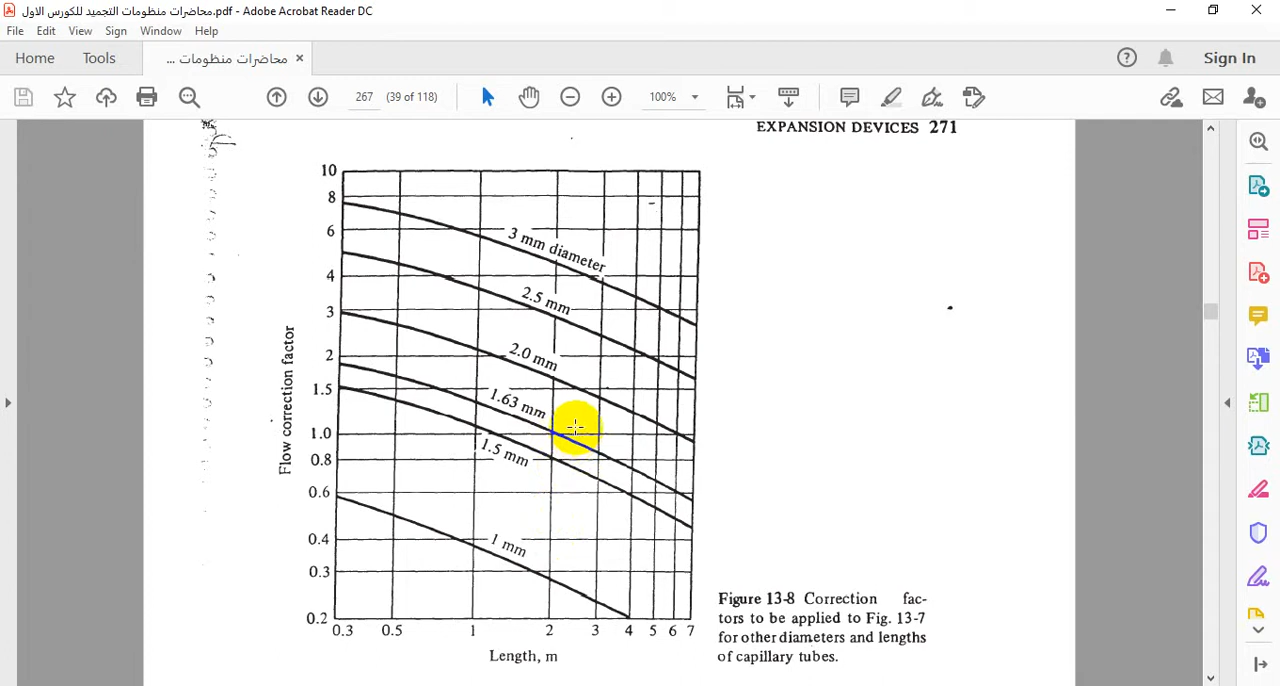 محاضرات منظومات التجميد للكورس الاول.pdf - Adobe Acrobat Reader DC
File Edit View Sign Window Help
Home Tools محاضرات منظومات ... × Sign In
267 (39 of 118) 100%
EXPANSION DEVICES 271
10
8
6
4
3
2
1.5
1.0
0.8
0.6
0.4
0.3
0.2
Flow correction factor
3 mm diameter
2.5 mm
2.0 mm
1.63 mm
1.5 mm
1 mm
0.3 0.5 1 2 3 4 5 6 7
Length, m
Figure 13-8 Correction fac-
tors to be applied to Fig. 13-7
for other diameters and lengths
of capillary tubes.